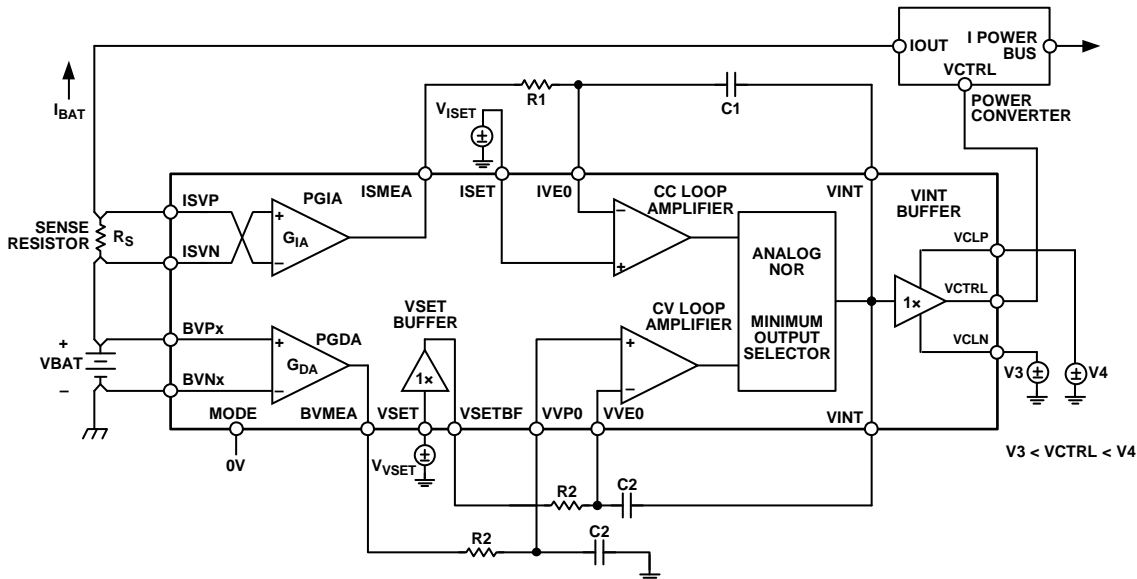 IOUT
I POWER
BUS
VCTRL
POWER
CONVERTER
IBAT
R1
C1
VISET
ISVP
PGIA
ISMEA
ISET
IVE0
CC LOOP
AMPLIFIER
VINT
VINT
BUFFER
SENSE
RESISTOR
RS
ISVN
+
GIA
−
−
+
ANALOG
NOR
MINIMUM
OUTPUT
SELECTOR
VCLP
VCTRL
1×
VCLN
VSET
BUFFER
CV LOOP
AMPLIFIER
BVPx
PGDA
+
VBAT
−
+
GDA
−
1×
+
−
V3
V4
BVNx
MODE
BVMEA
VSET
VSETBF
VVP0
VVE0
VINT
0V
VVSET
V3 < VCTRL < V4
R2
C2
R2
C2